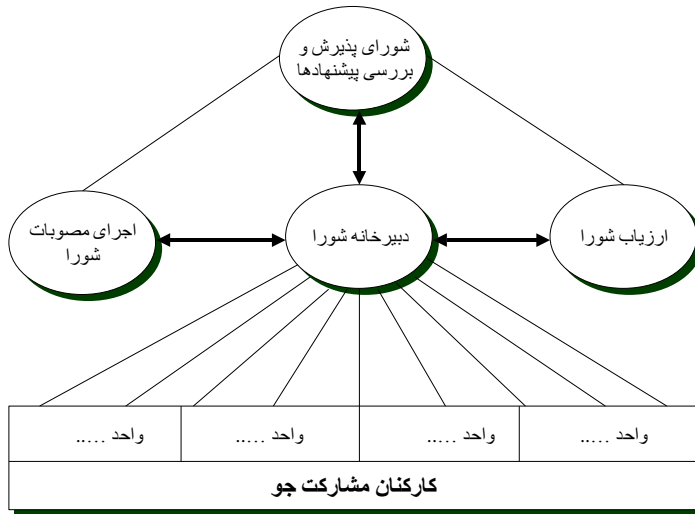 شورای پذیرش و
بررسی پیشنهادها
ارزیاب شورا
دبیرخانه شورا
اجرای مصوبات
شورا
واحد .....
واحد .....
واحد .....
واحد .....
کارکنان مشارکت جو